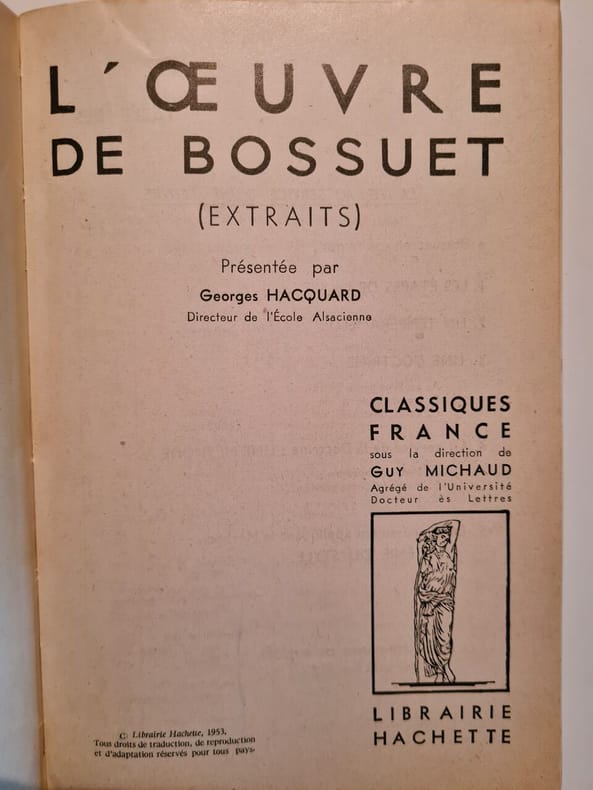 L'ŒUVRE
DE BOSSUET
(EXTRAITS)
Présentée par
Georges HACQUARD
Directeur de l'École Alsacienne
CLASSIQUES
FRANCE
sous la direction de
GUY MICHAUD
Agrégé de l'Université
Docteur ès Lettres
LIBRAIRIE
HACHETTE
© Librairie Hachette, 1953.
Tous droits de traduction, de reproduction
et d'adaptation réservés pour tous pays.